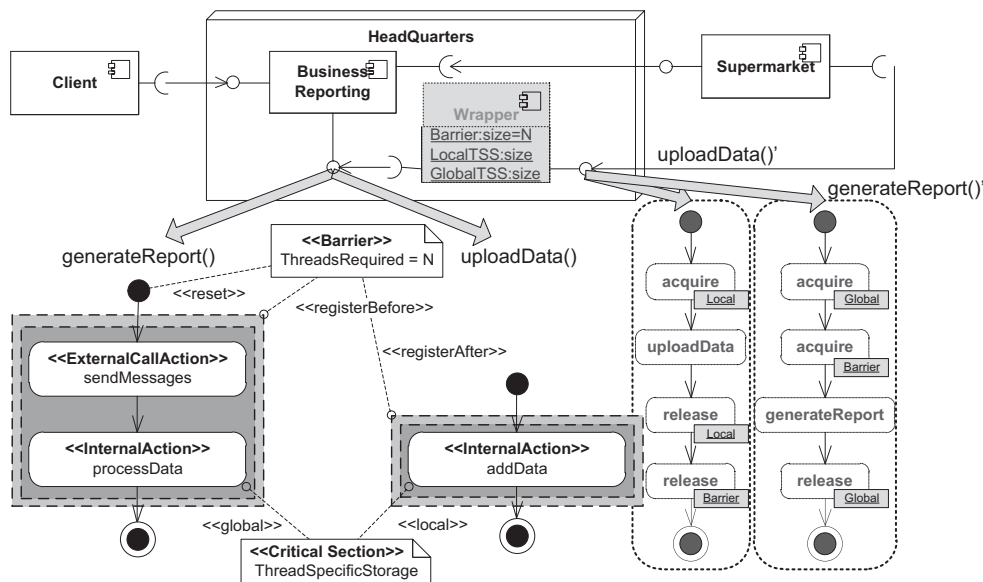 HeadQuarters
Client
Business
Reporting
Supermarket
Wrapper
Barrier:size=N
LocalTSS:size
GlobalTSS:size
uploadData()'
generateReport()'
generateReport()
<<Barrier>>
ThreadsRequired = N
uploadData()
<<reset>>
<<registerBefore>>
<<registerAfter>>
<<ExternalCallAction>>
sendMessages
<<InternalAction>>
processData
<<InternalAction>>
addData
<<global>>
<<local>>
<<Critical Section>>
ThreadSpecificStorage
acquire
Local
uploadData
release
Local
release
Barrier
acquire
Global
acquire
Barrier
generateReport
release
Global